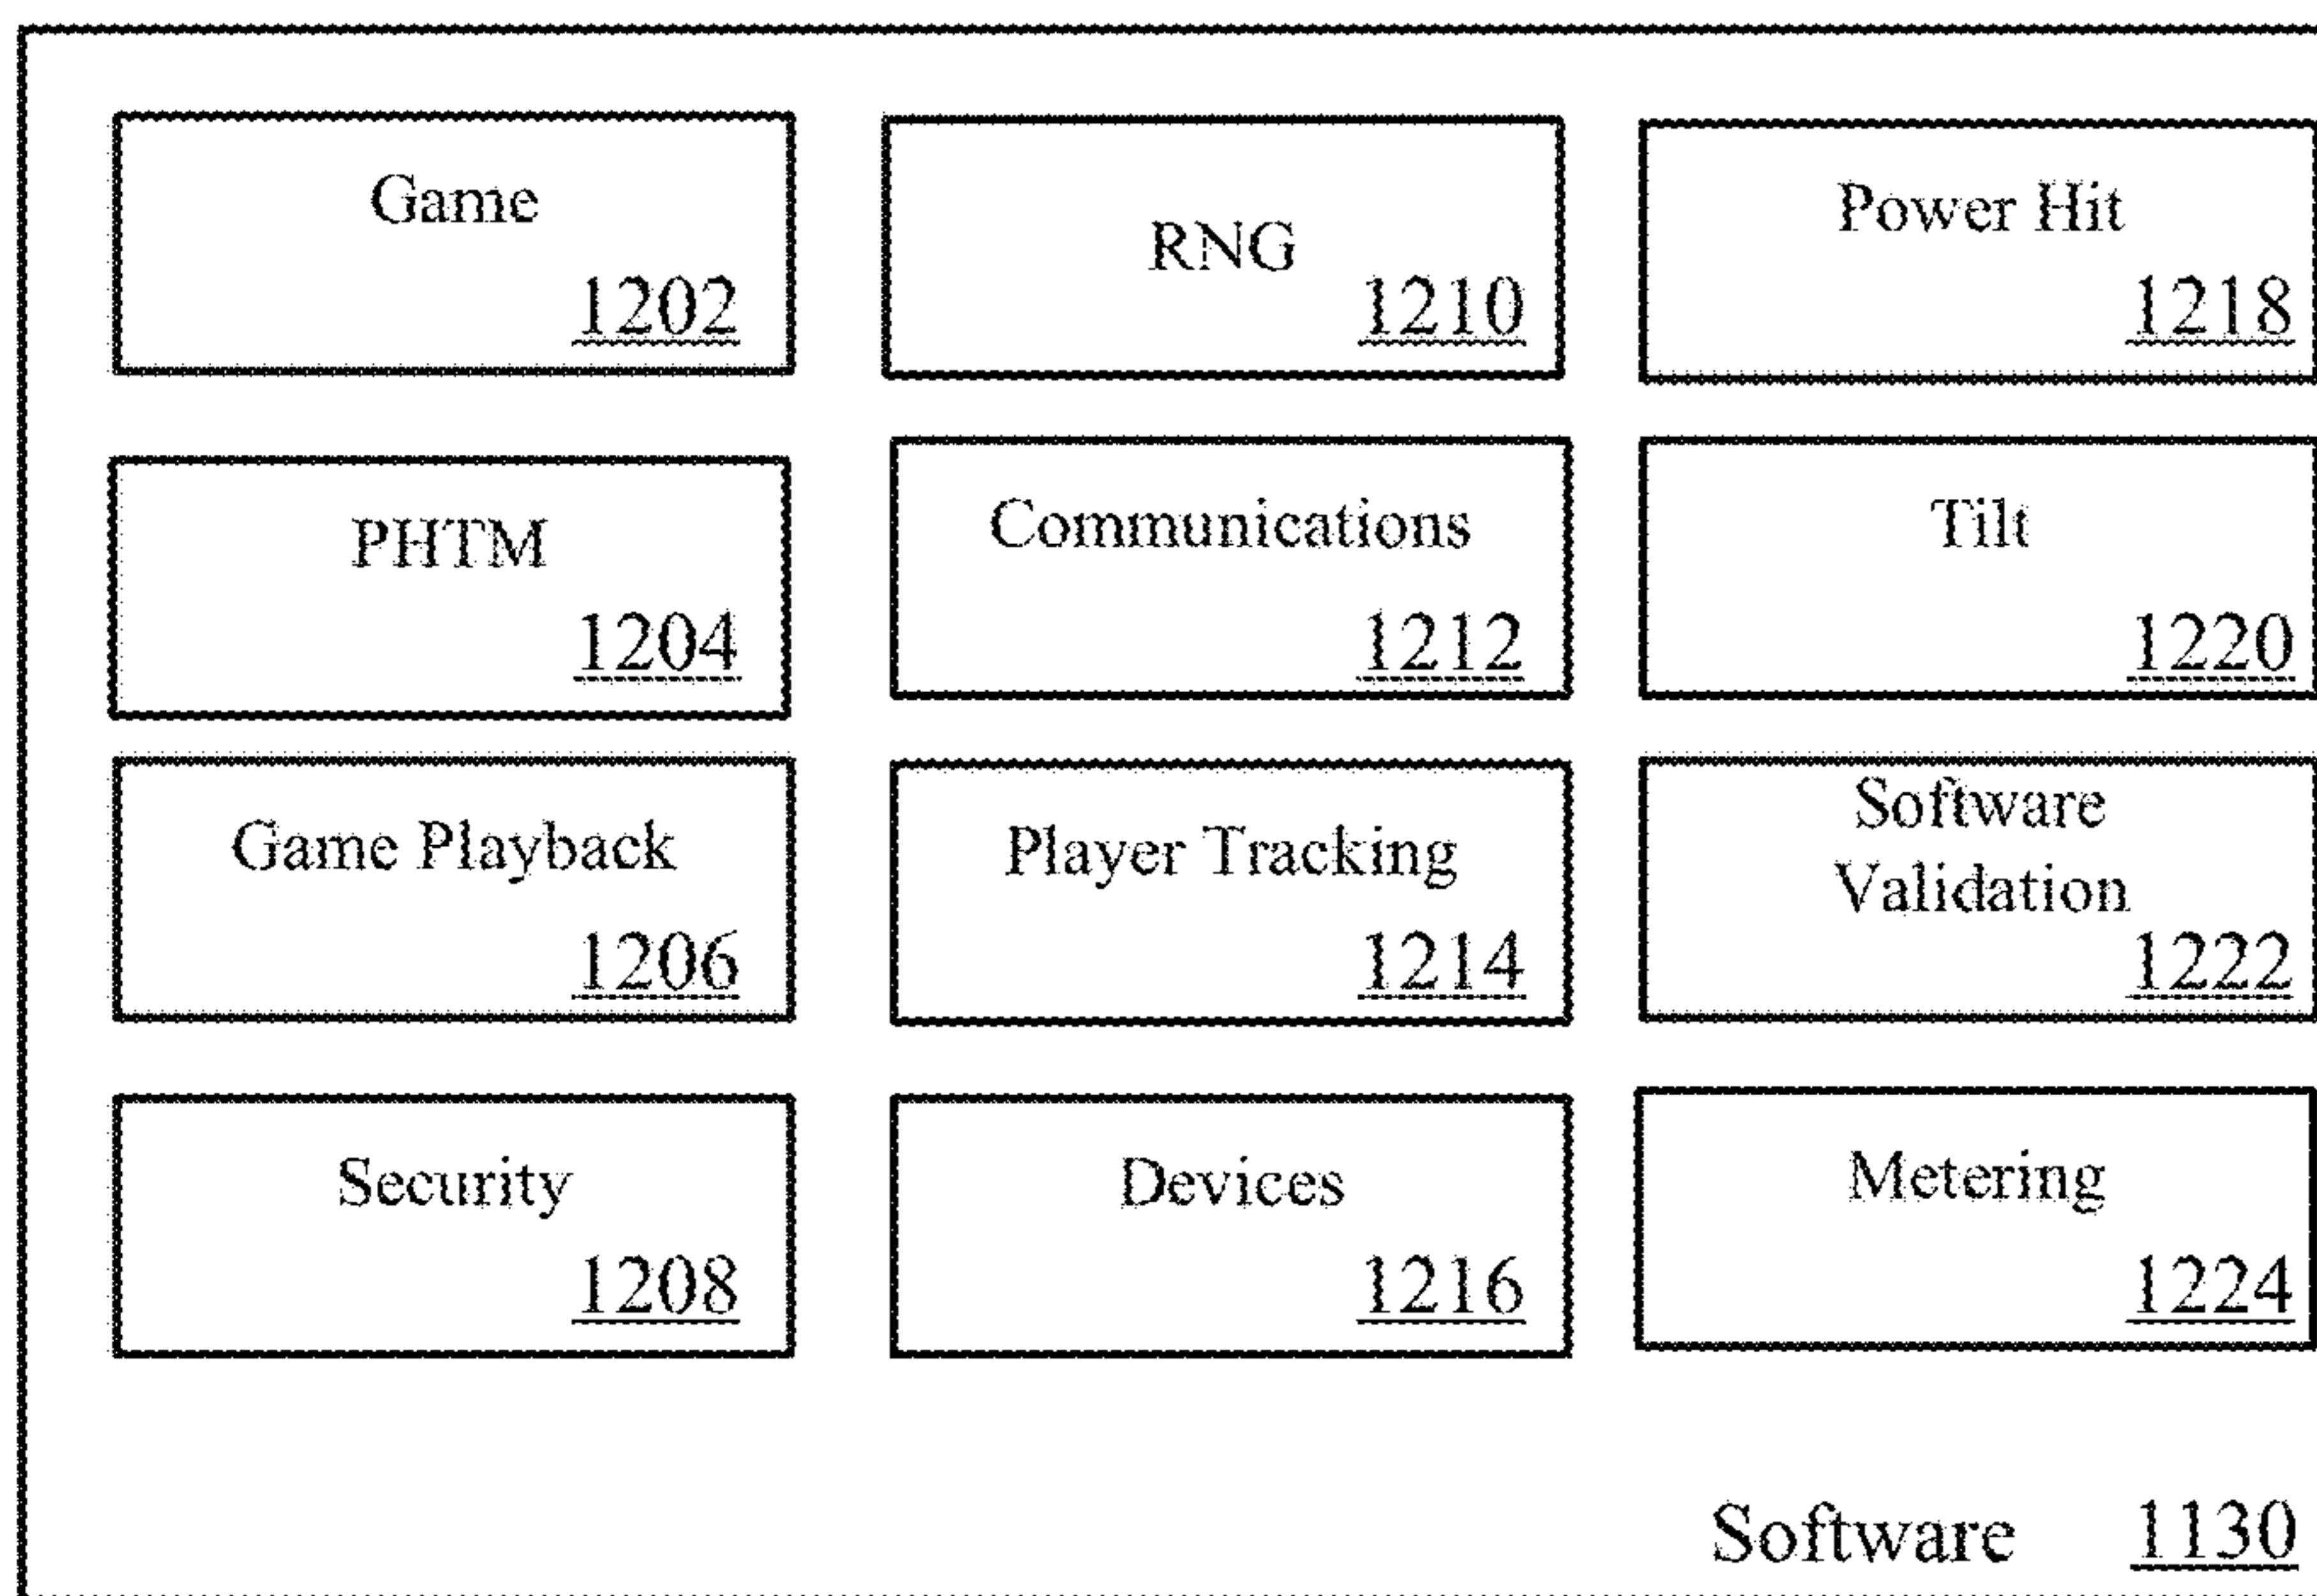 Game
1202
RNG
1210
Power Hit
1218
PHTM
1204
Communications
1212
Tilt
1220
Game Playback
1206
Player Tracking
1214
Software
Validation
1222
Security
1208
Devices
1216
Metering
1224
Software 1130